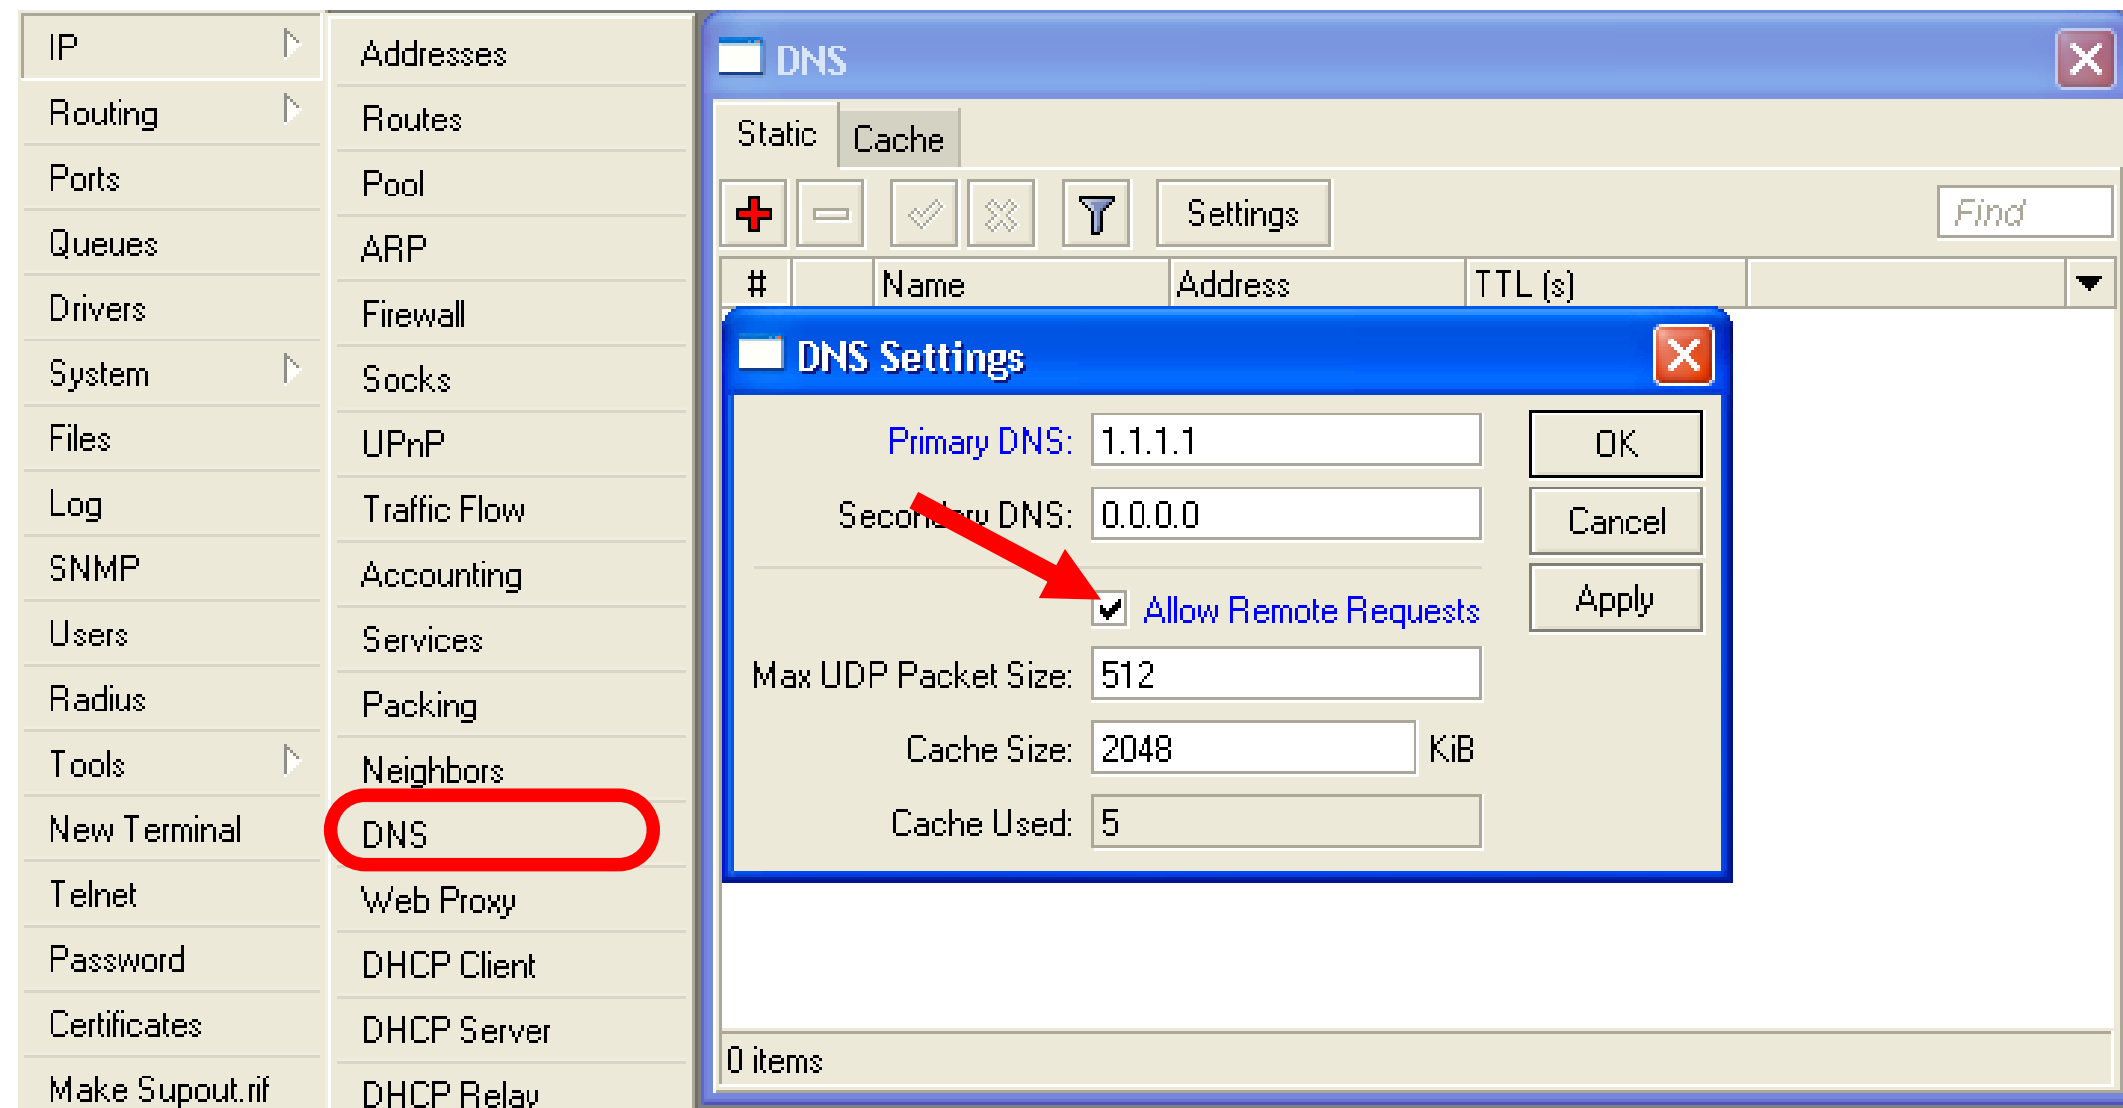 IP
Routing
Ports
Queues
Drivers
System
Files
Log
SNMP
Users
Radius
Tools
New Terminal
Telnet
Password
Certificates
Make Supout.rif
Addresses
Routes
Pool
ARP
Firewall
Socks
UPnP
Traffic Flow
Accounting
Services
Packing
Neighbors
DNS
Web Proxy
DHCP Client
DHCP Server
DHCP Relay
DNS
Static Cache
Settings Find
# Name Address TTL (s)
DNS Settings
Primary DNS: 1.1.1.1 OK
Secondary DNS: 0.0.0.0 Cancel
Allow Remote Requests Apply
Max UDP Packet Size: 512
Cache Size: 2048 KiB
Cache Used: 5
0 items